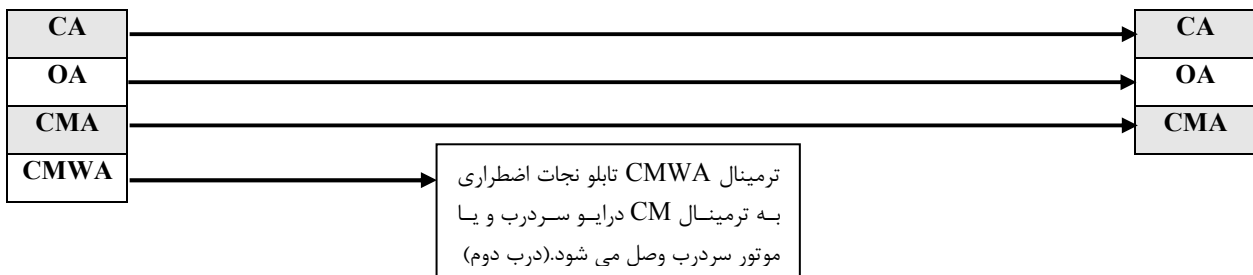 CA CA
OA OA
CMA CMA
CMWA
ترمینال CMWA تابلو نجات اضطراری
به ترمینال CM درایو سردرب و یا
موتور سردرب وصل می شود.(درب دوم)